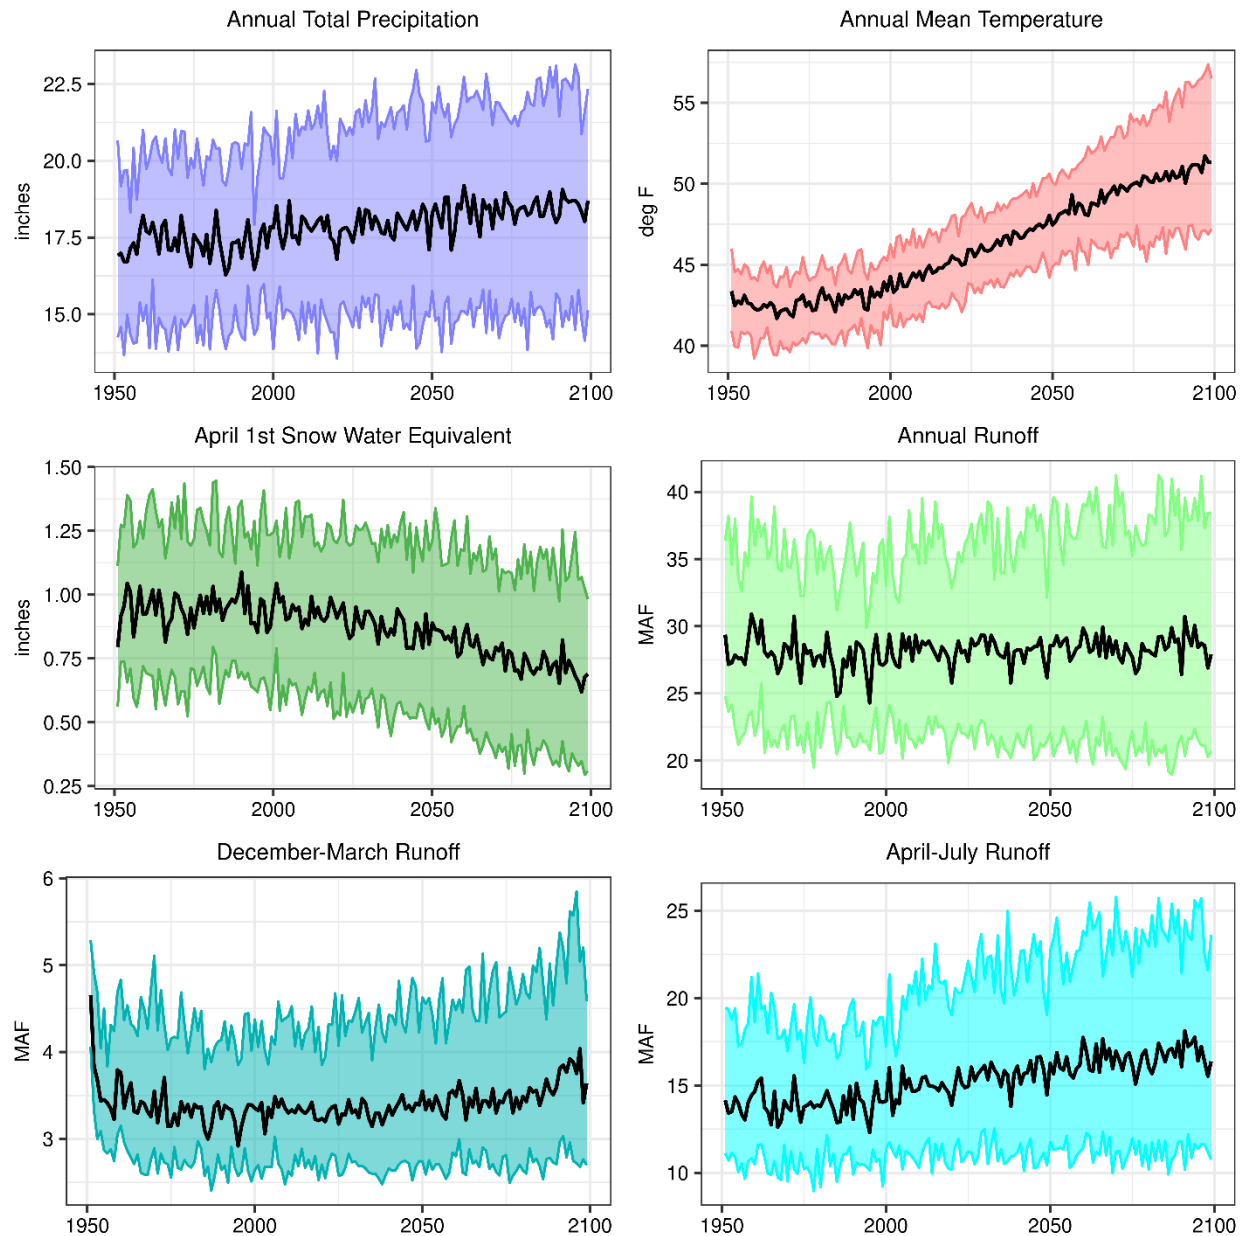 Annual Total Precipitation
inches
22.5
20.0
17.5
15.0
1950 2000 2050 2100
Annual Mean Temperature
deg F
55
50
45
40
1950 2000 2050 2100
April 1st Snow Water Equivalent
inches
1.50
1.25
1.00
0.75
0.50
0.25
1950 2000 2050 2100
Annual Runoff
MAF
40
35
30
25
20
1950 2000 2050 2100
December-March Runoff
MAF
6
5
4
3
1950 2000 2050 2100
April-July Runoff
MAF
25
20
15
10
1950 2000 2050 2100